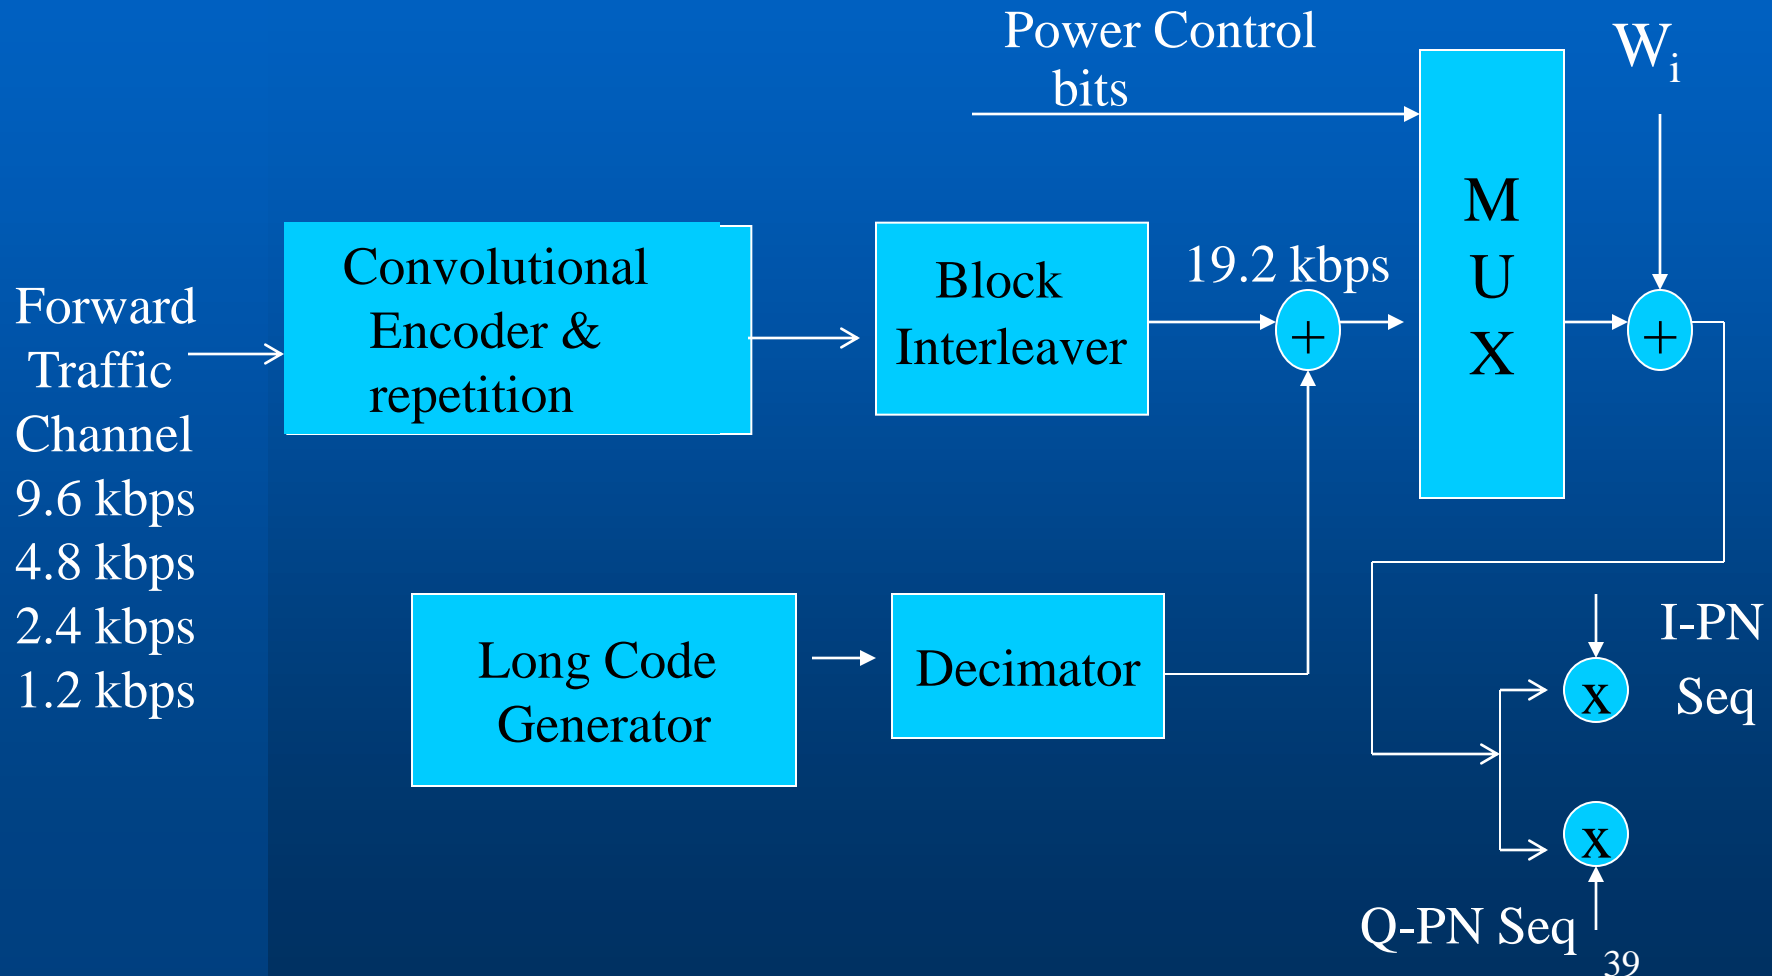 Power Control
bits
W_i
M
U
X
Convolutional
Encoder &
repetition
Block
Interleaver
19.2 kbps
+
+
Forward
Traffic
Channel
9.6 kbps
4.8 kbps
2.4 kbps
1.2 kbps
Long Code
Generator
Decimator
I-PN
Seq
x
x
Q-PN Seq
39